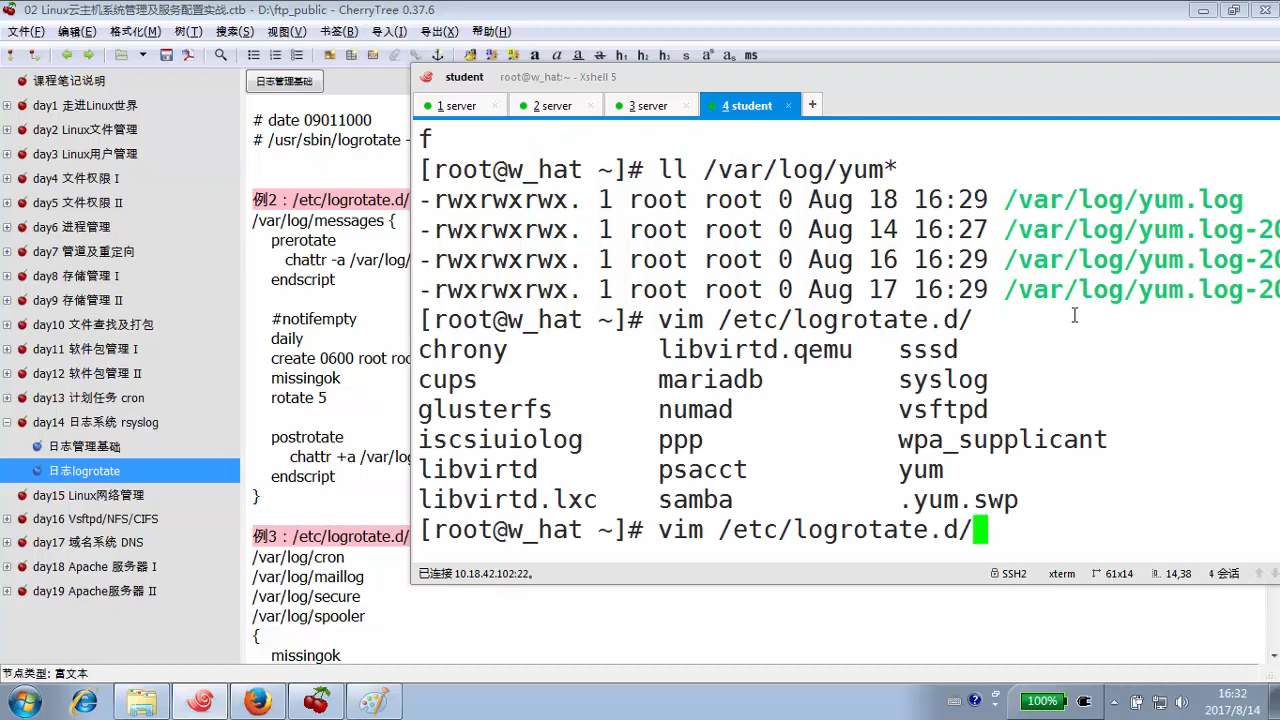 02 Linux云主机系统管理及服务配置实战.ctb - D:\ftp_public - CherryTree 0.37.6
文件(F) 编辑(E) 格式化(M) 树(T) 搜索(S) 视图(V) 书签(B) 导入(I) 导出(X) 帮助(H)
课程笔记说明
day1 走进Linux世界
day2 Linux文件管理
day3 Linux用户管理
day4 文件权限 I
day5 文件权限 II
day6 进程管理
day7 管道及重定向
day8 存储管理 I
day9 存储管理 II
day10 文件查找及打包
day11 软件包管理 I
day12 软件包管理 II
day13 计划任务 cron
day14 日志系统 rsyslog
日志管理基础
日志logrotate
day15 Linux网络管理
day16 Vsftpd/NFS/CIFS
day17 域名系统 DNS
day18 Apache 服务器 I
day19 Apache服务器 II
节点类型: 富文本
日志管理基础
# date 09011000
# /usr/sbin/logrotate -
例2：/etc/logrotate.d/
/var/log/messages {
prerotate
chattr -a /var/log/
endscript
#notifempty
daily
create 0600 root roo
missingok
rotate 5
postrotate
chattr +a /var/log
endscript
}
例3：/etc/logrotate.d/
/var/log/cron
/var/log/maillog
/var/log/secure
/var/log/spooler
{
missingok
student root@w_hat:~ - Xshell 5
1 server 2 server 3 server 4 student +
f
[root@w_hat ~]# ll /var/log/yum*
-rwxrwxrwx. 1 root root 0 Aug 18 16:29 /var/log/yum.log
-rwxrwxrwx. 1 root root 0 Aug 14 16:27 /var/log/yum.log-20
-rwxrwxrwx. 1 root root 0 Aug 16 16:29 /var/log/yum.log-20
-rwxrwxrwx. 1 root root 0 Aug 17 16:29 /var/log/yum.log-20
[root@w_hat ~]# vim /etc/logrotate.d/
chrony libvirtd.qemu sssd
cups mariadb syslog
glusterfs numad vsftpd
iscsiuiolog ppp wpa_supplicant
libvirtd psacct yum
libvirtd.lxc samba .yum.swp
[root@w_hat ~]# vim /etc/logrotate.d/
已连接 10.18.42.102:22。 SSH2 xterm 61x14 14,38 4 会话
100% 16:32
2017/8/14